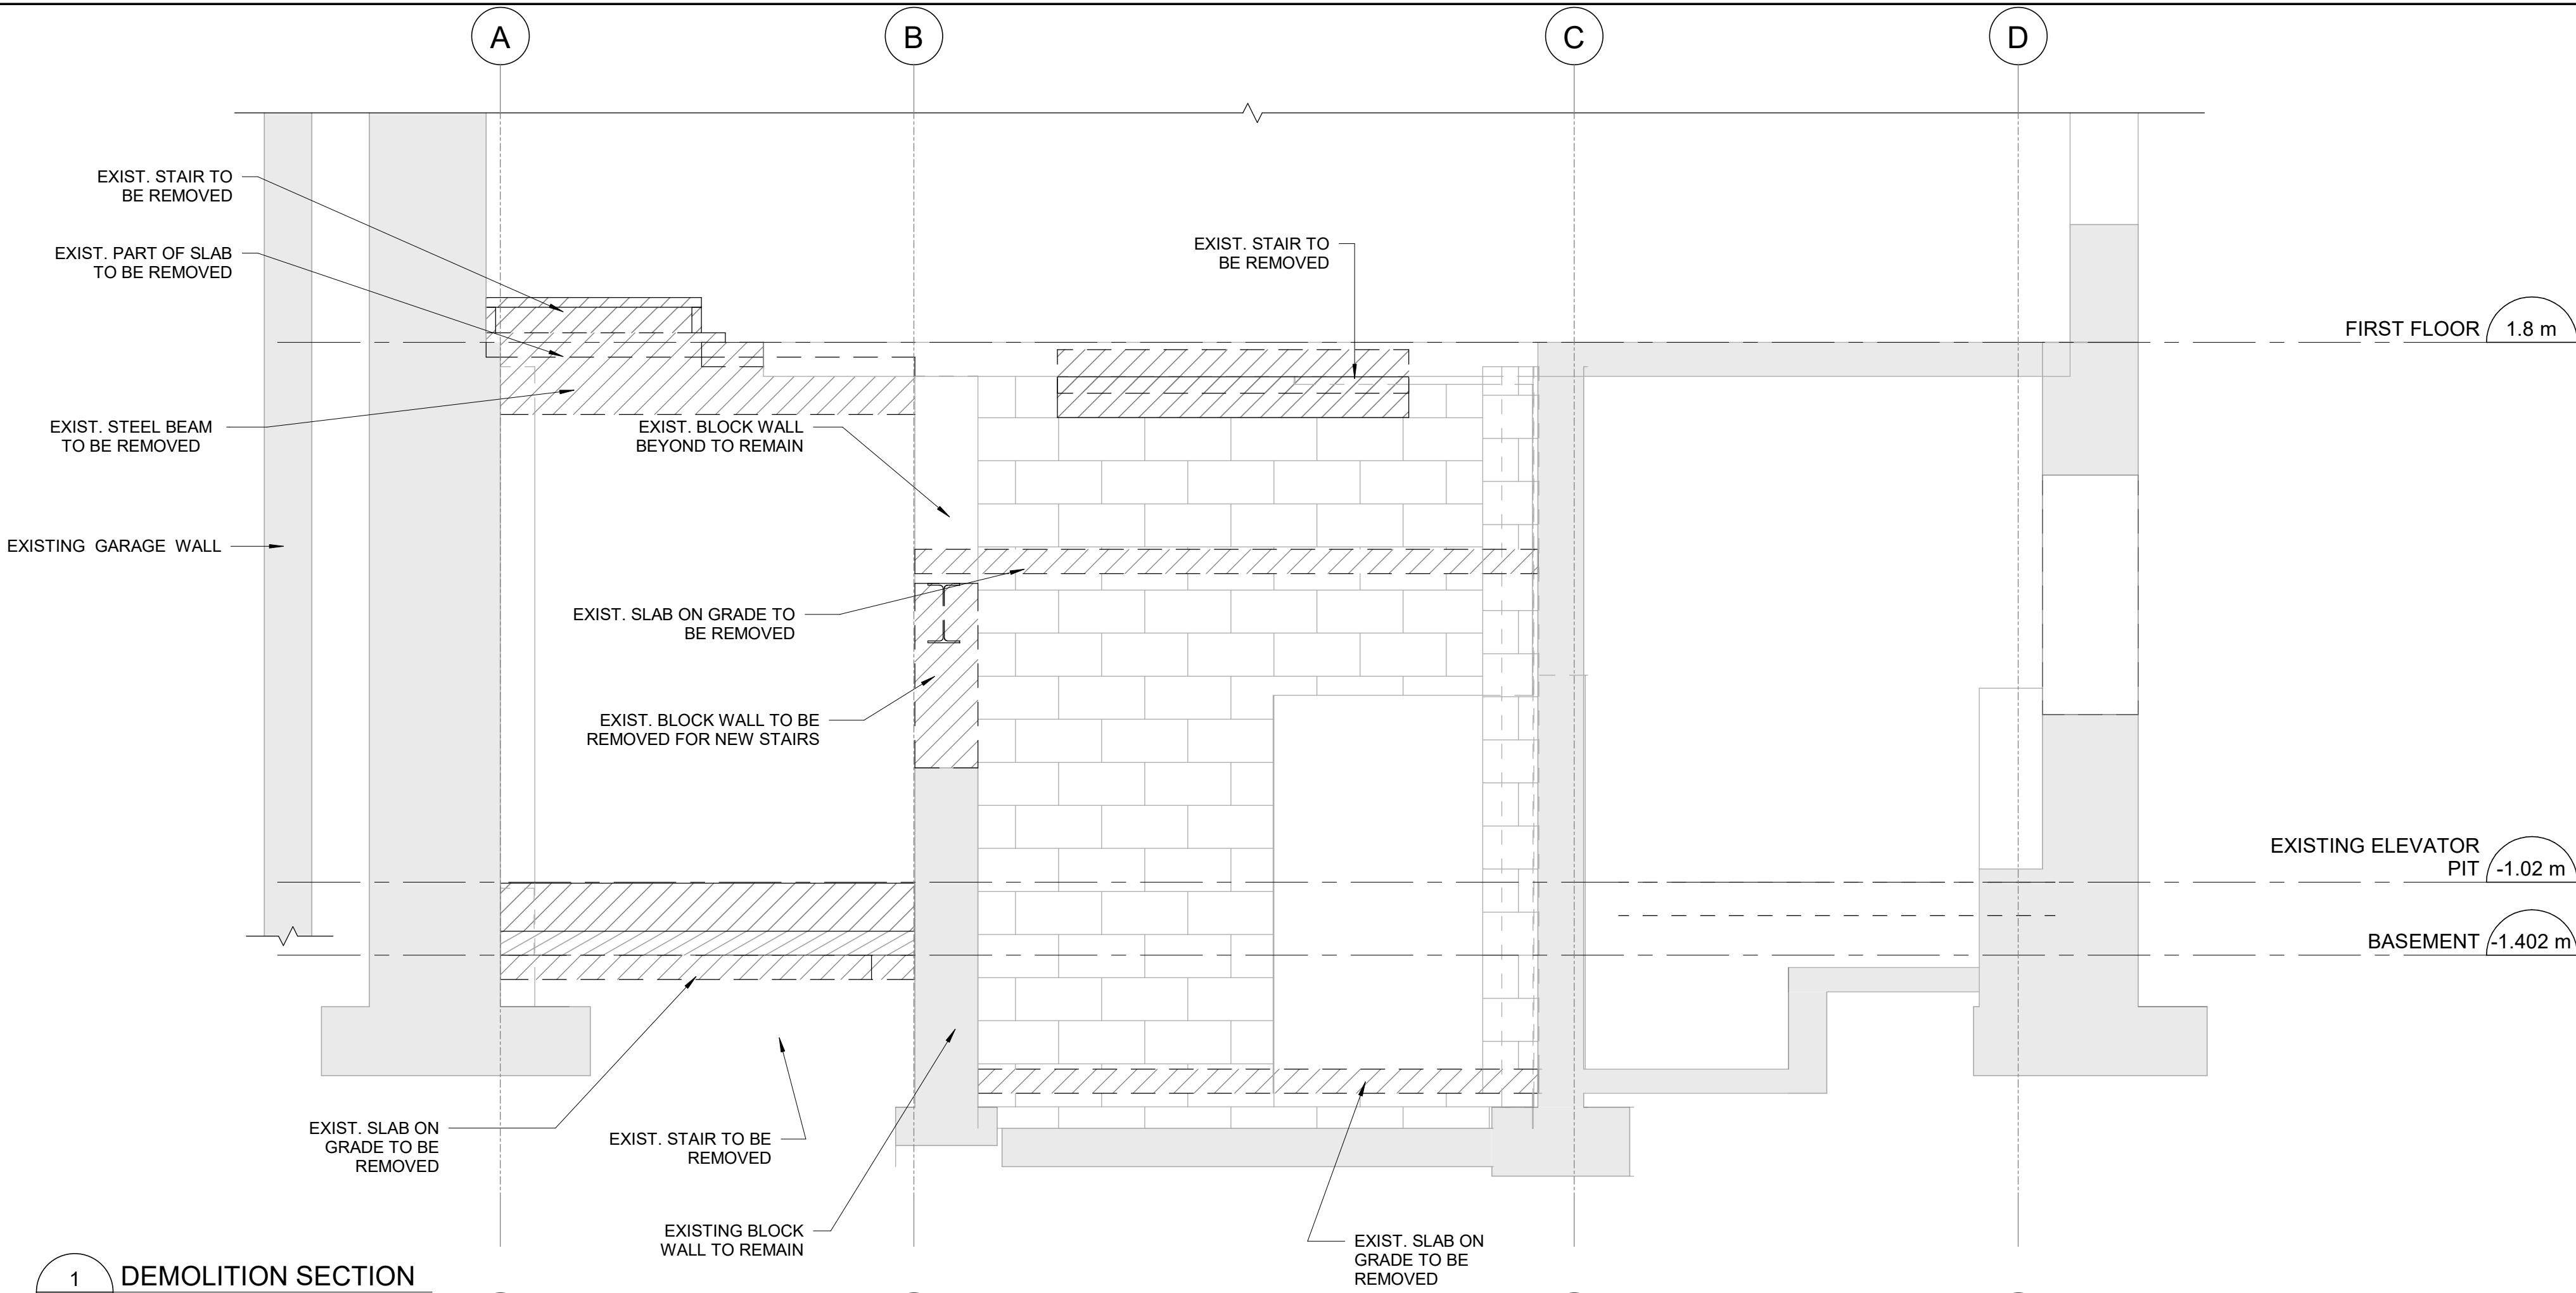 A
B
C
D
EXIST. STAIR TO
BE REMOVED
EXIST. PART OF SLAB
TO BE REMOVED
EXIST. STAIR TO
BE REMOVED
FIRST FLOOR
1.8 m
EXIST. STEEL BEAM
TO BE REMOVED
EXIST. BLOCK WALL
BEYOND TO REMAIN
EXISTING GARAGE WALL
EXIST. SLAB ON GRADE TO
BE REMOVED
EXIST. BLOCK WALL TO BE
REMOVED FOR NEW STAIRS
EXISTING ELEVATOR
PIT
-1.02 m
BASEMENT
-1.402 m
EXIST. SLAB ON
GRADE TO BE
REMOVED
EXIST. STAIR TO BE
REMOVED
EXISTING BLOCK
WALL TO REMAIN
EXIST. SLAB ON
GRADE TO BE
REMOVED
1
DEMOLITION SECTION